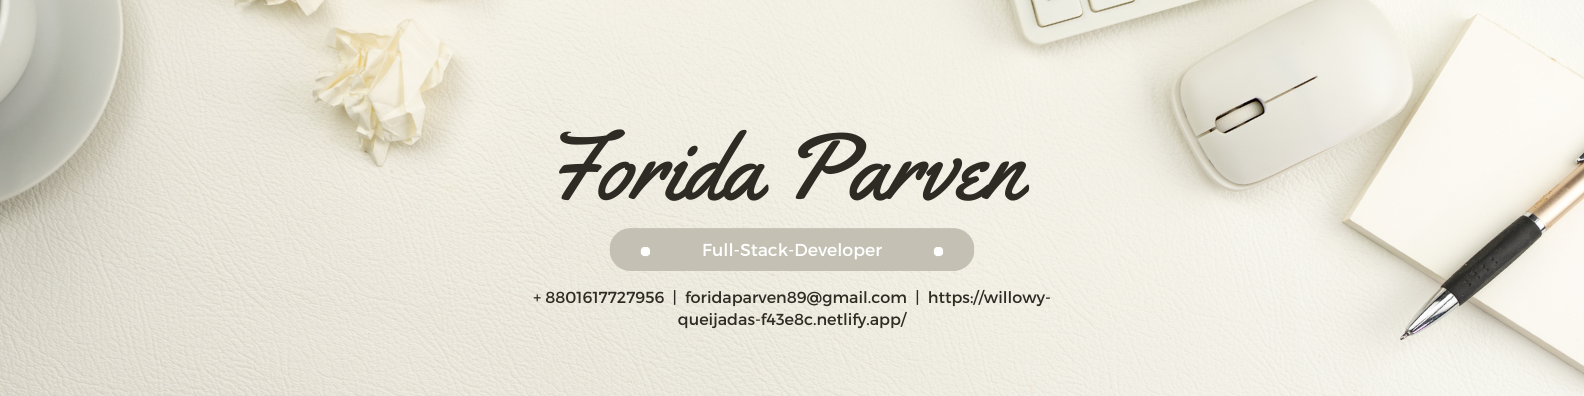 Forida Parven
Full-Stack-Developer
+ 8801617727956 | foridaparven89@gmail.com | https://willowy-
queijadas-f43e8c.netlify.app/